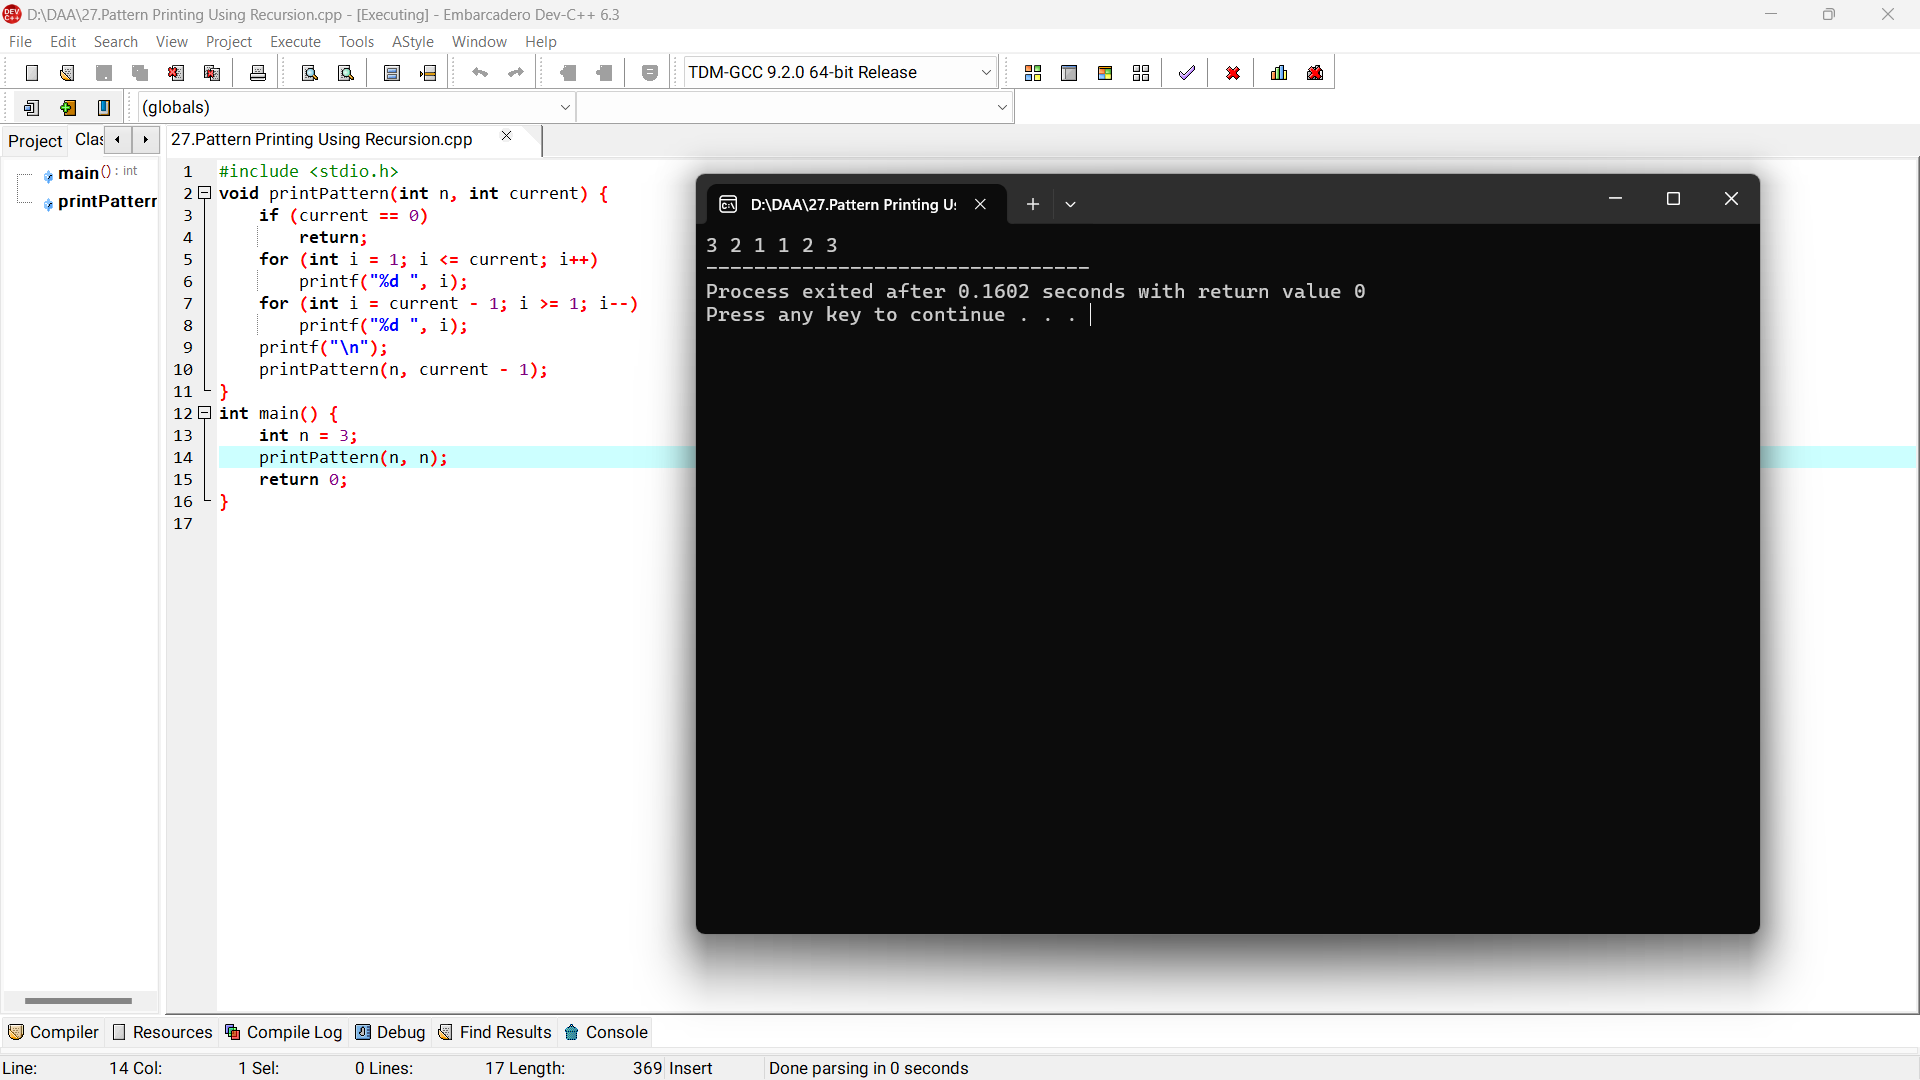 D:\DAA\27.Pattern Printing Using Recursion.cpp - [Executing] - Embarcadero Dev-C++ 6.3
File Edit Search View Project Execute Tools AStyle Window Help
TDM-GCC 9.2.0 64-bit Release
(globals)
Project Clas 27.Pattern Printing Using Recursion.cpp
main() : int
printPattern
1 #include <stdio.h>
2 void printPattern(int n, int current) {
3 if (current == 0)
4 return;
5 for (int i = 1; i <= current; i++)
6 printf("%d ", i);
7 for (int i = current - 1; i >= 1; i--)
8 printf("%d ", i);
9 printf("\n");
10 printPattern(n, current - 1);
11 }
12 int main() {
13 int n = 3;
14 printPattern(n, n);
15 return 0;
16 }
17
D:\DAA\27.Pattern Printing Us
3 2 1 1 2 3
--------------------------------
Process exited after 0.1602 seconds with return value 0
Press any key to continue . . .
Compiler Resources Compile Log Debug Find Results Console
Line: 14 Col: 1 Sel: 0 Lines: 17 Length: 369 Insert Done parsing in 0 seconds